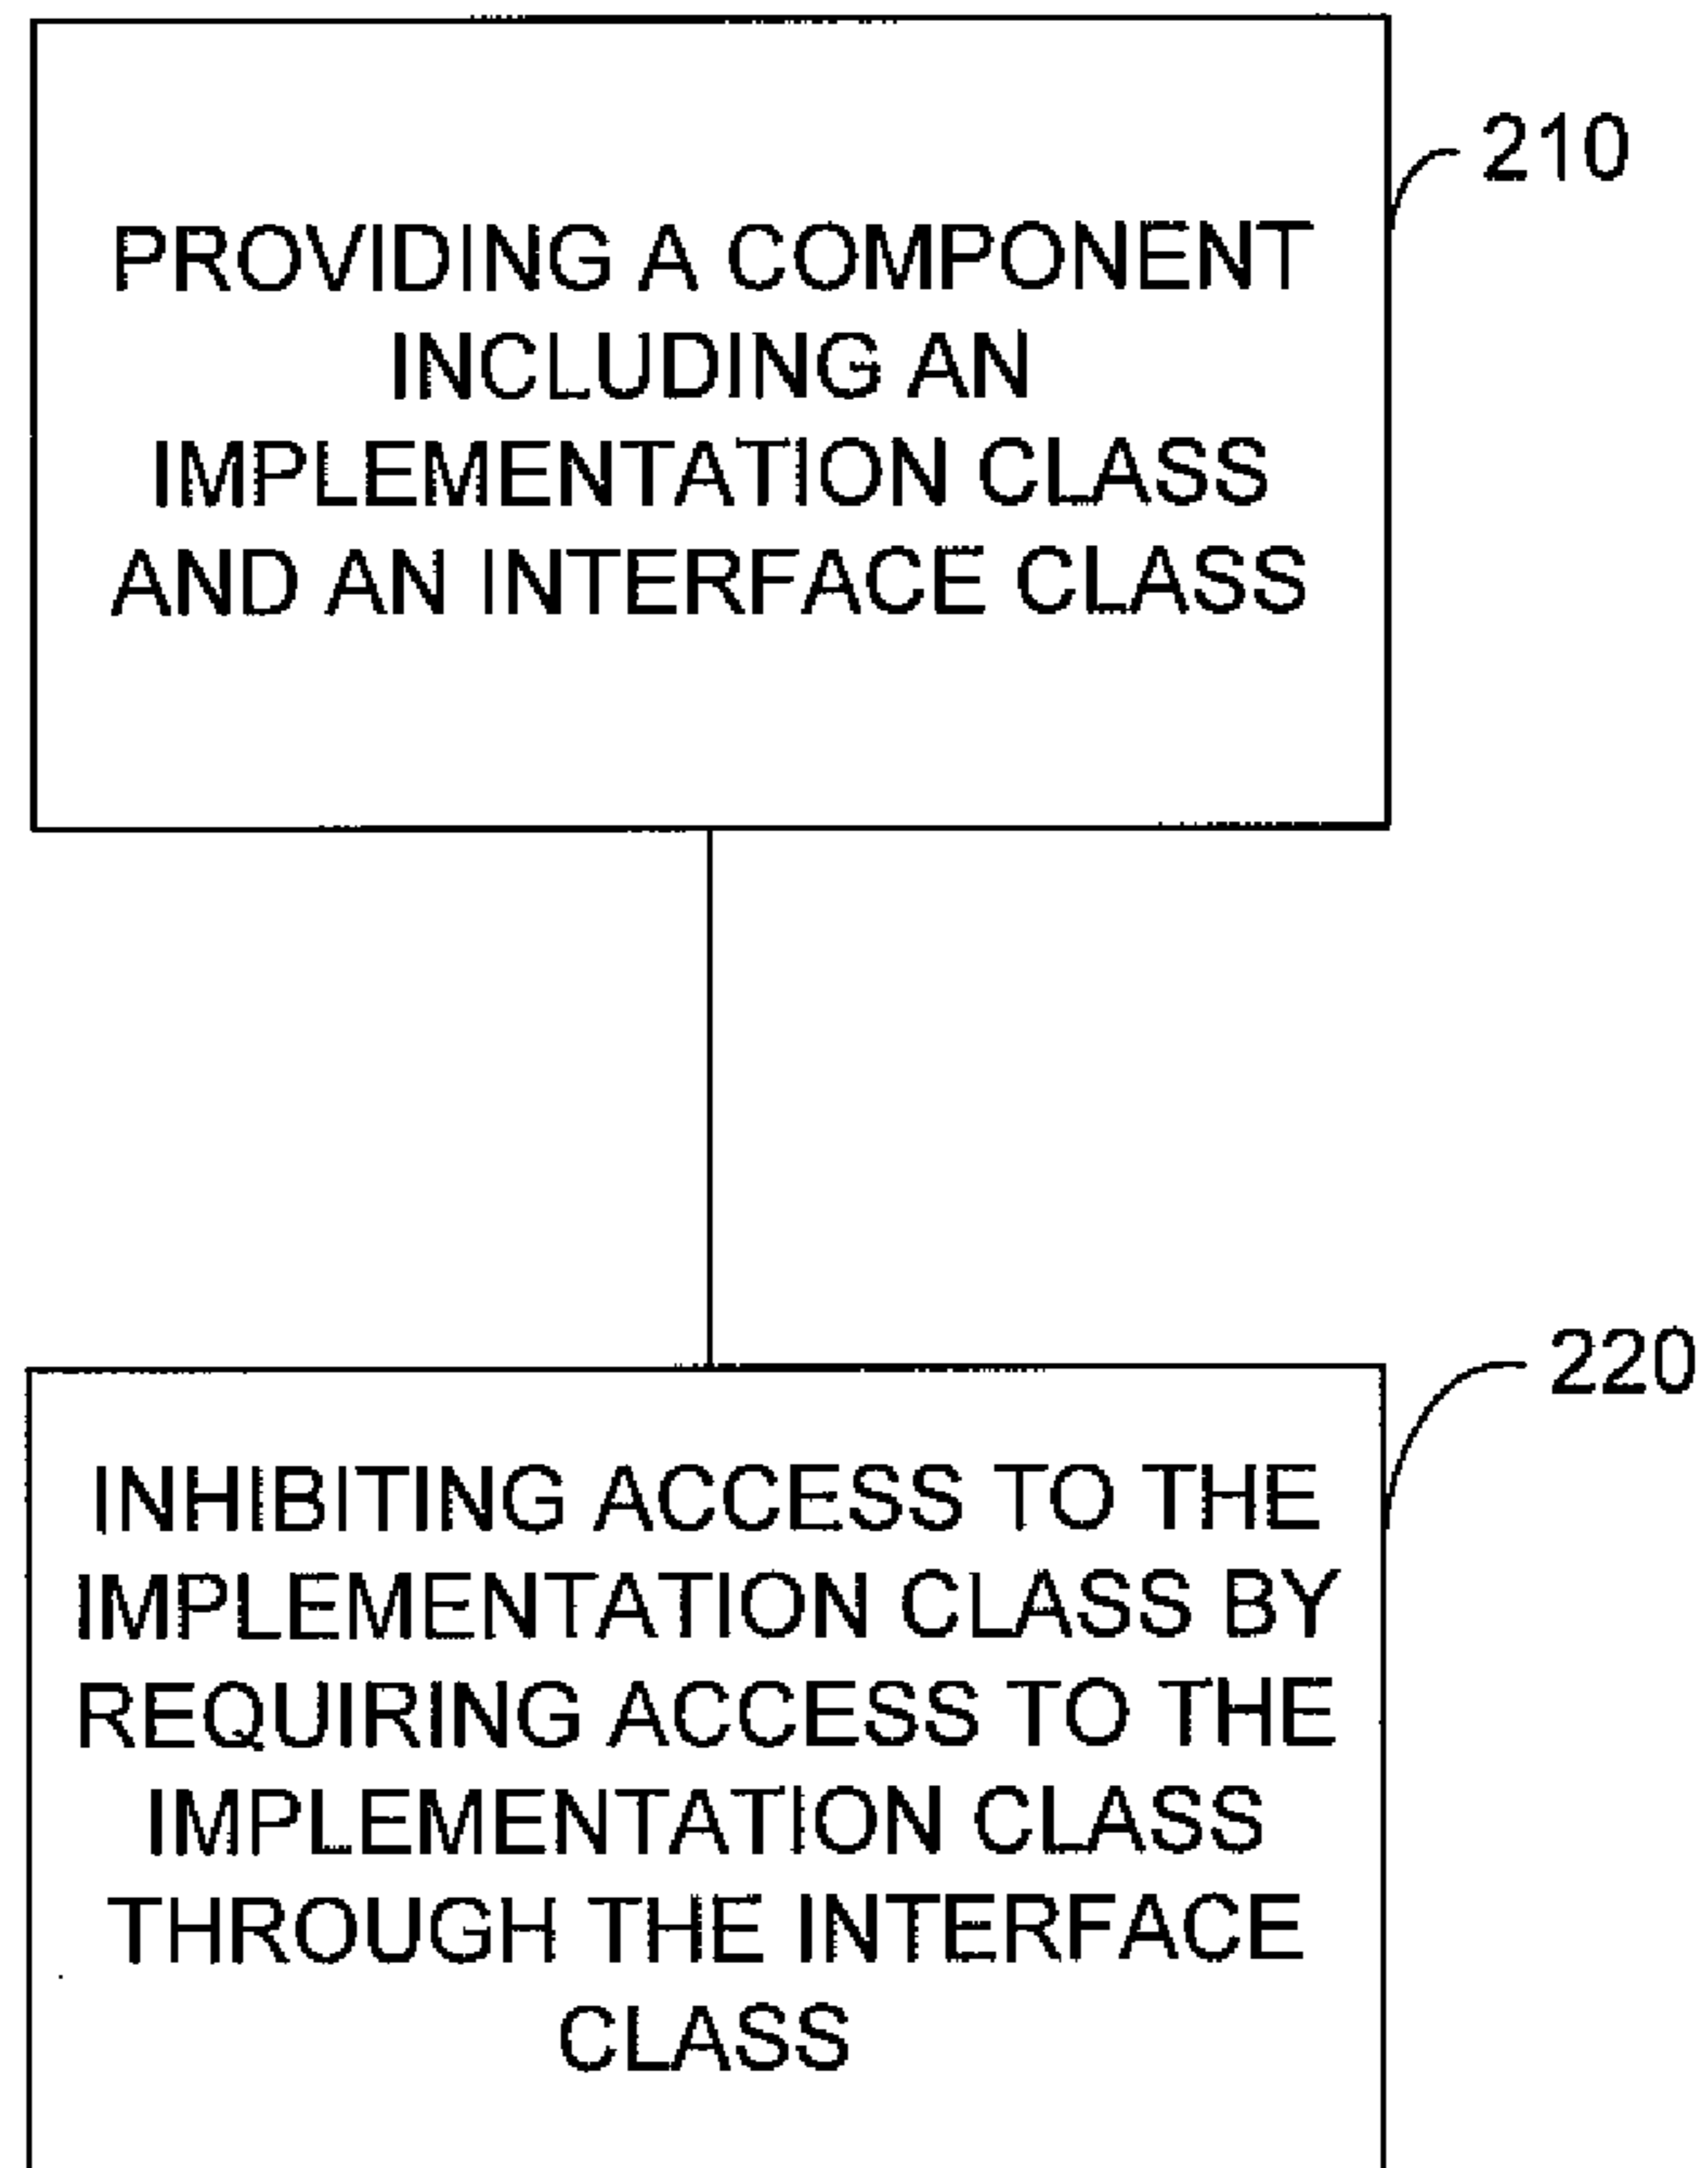 210
PROVIDING A COMPONENT
INCLUDING AN
IMPLEMENTATION CLASS
AND AN INTERFACE CLASS
220
INHIBITING ACCESS TO THE
IMPLEMENTATION CLASS BY
REQUIRING ACCESS TO THE
IMPLEMENTATION CLASS
THROUGH THE INTERFACE
CLASS